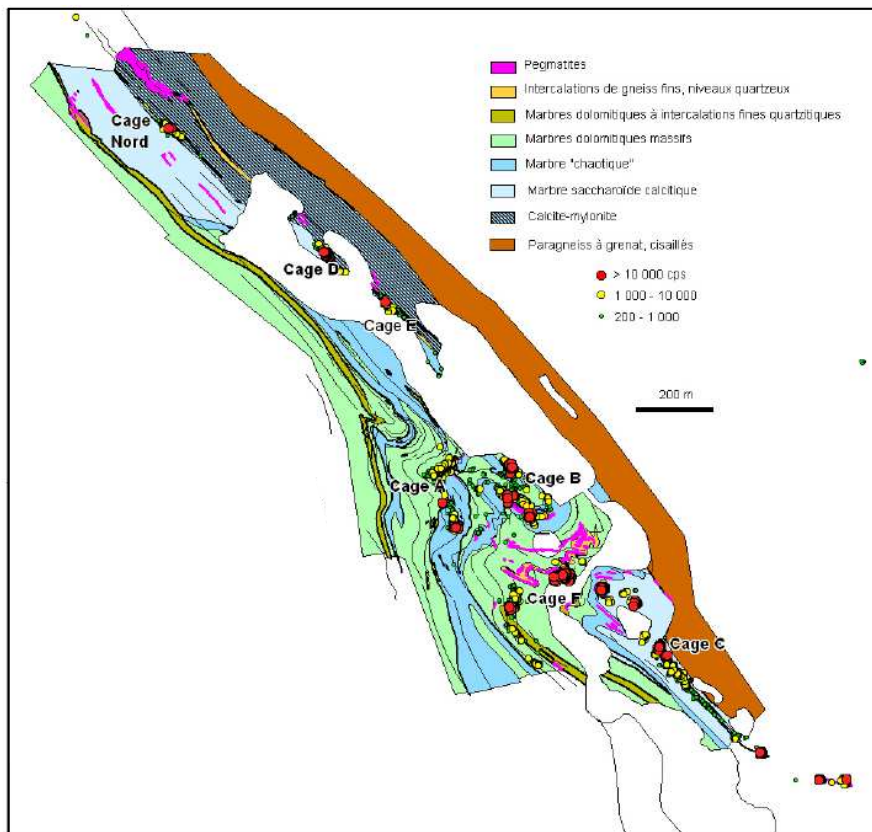 Pegmatites
Intercalations de gneiss fins, niveaux quartzeux
Marbres dolomitiques à intercalations fines quartzitiques
Marbres dolomitiques massifs
Marbre "chaotique"
Marbre saccharoïde calcitique
Calcite-mylonite
Paragneiss à grenat, cisaillés
> 10 000 cps
1 000 - 10 000
200 - 1 000
200 m
Cage
Nord
Cage D
Cage E
Cage A
Cage B
Cage F
Cage C